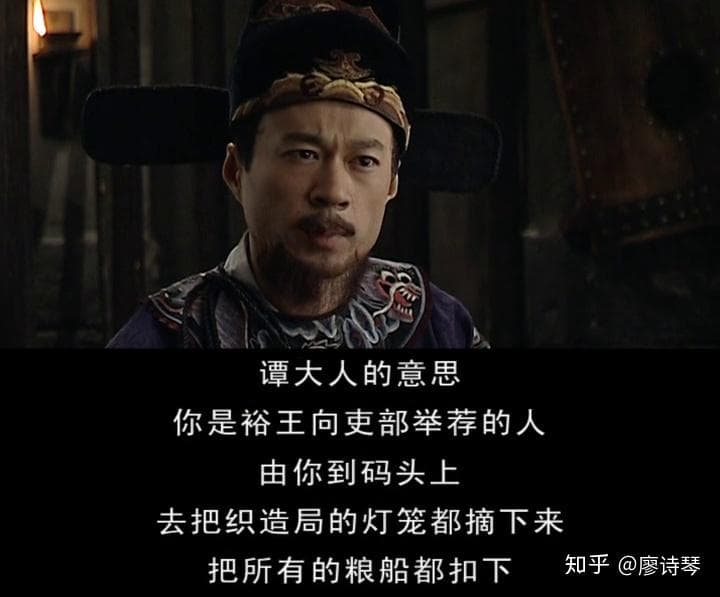 谭大人的意思
你是裕王向吏部举荐的人
由你到码头上
去把织造局的灯笼都摘下来
把所有的粮船都扣下
知乎 @廖诗琴